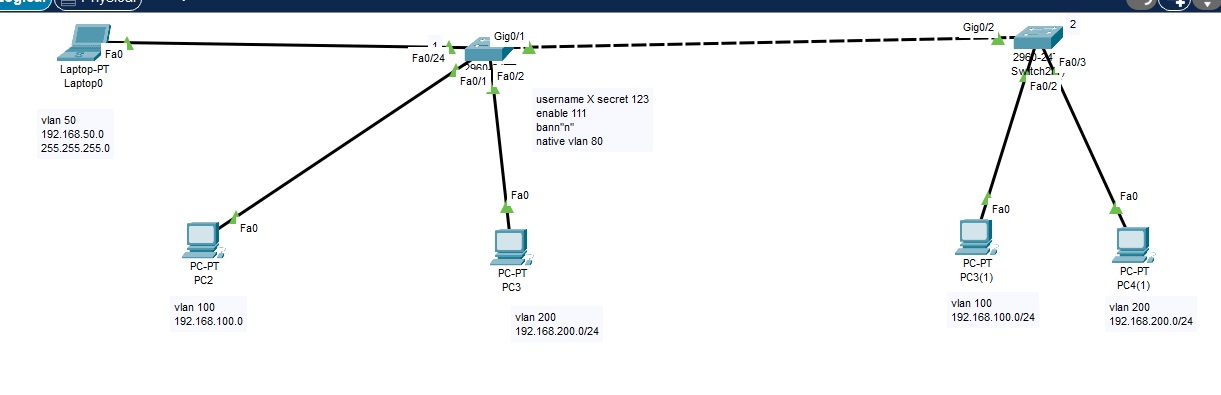 Logical
Physical
Gig0/1
Gig0/2
2
Fa0
Fa0/24
1
Laptop-PT
Laptop0
Fa0/1
Fa0/2
2960-24
Fa0/3
Fa0/2
vlan 50
192.168.50.0
255.255.255.0
username X secret 123
enable 111
bann"n"
native vlan 80
Fa0
PC-PT
PC2
Fa0
PC-PT
PC3
Fa0
PC-PT
PC3(1)
Fa0
PC-PT
PC4(1)
vlan 100
192.168.100.0
vlan 200
192.168.200.0/24
vlan 100
192.168.100.0/24
vlan 200
192.168.200.0/24